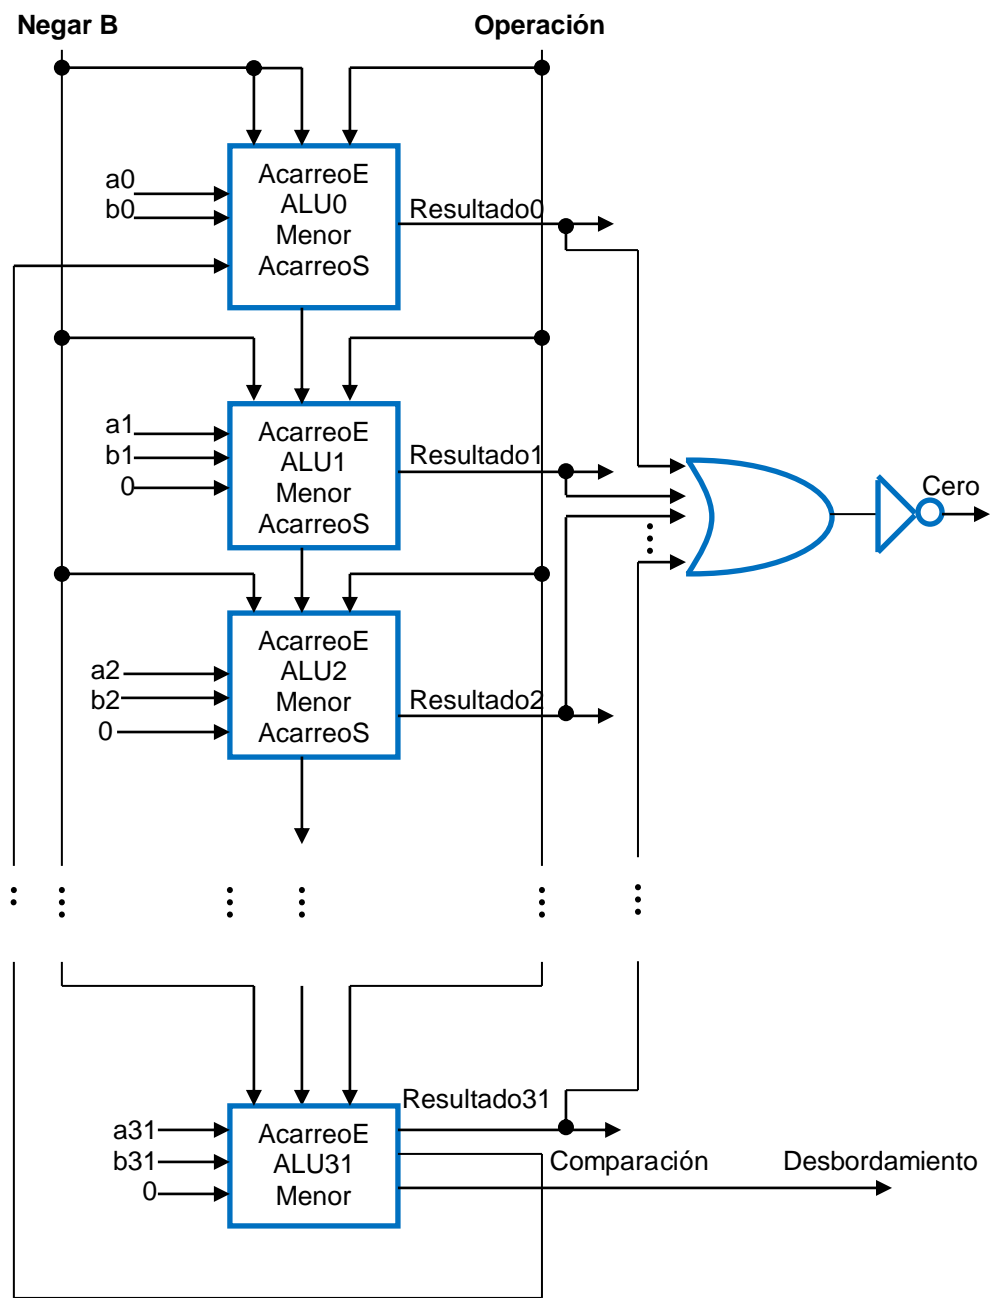 Negar B
Operación
a0
b0
AcarreoE
ALU0
Menor
AcarreoS
Resultado0
a1
b1
0
AcarreoE
ALU1
Menor
AcarreoS
Resultado1
Cero
a2
b2
0
AcarreoE
ALU2
Menor
AcarreoS
Resultado2
a31
b31
0
AcarreoE
ALU31
Menor
Resultado31
Comparación
Desbordamiento